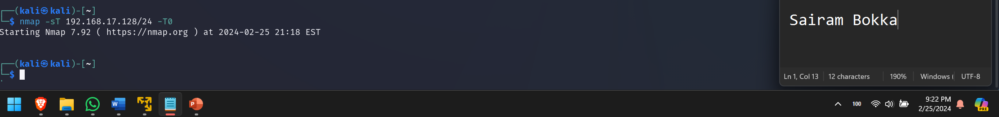 ┌──(kali㉿kali)-[~]
└─$ nmap -sT 192.168.17.128/24 -T0
Starting Nmap 7.92 ( https://nmap.org ) at 2024-02-25 21:18 EST
┌──(kali㉿kali)-[~]
└─$
Sairam Bokka
Ln 1, Col 13 12 characters 190% Windows ( UTF-8
W P 100 9:22 PM
2/25/2024
PRE